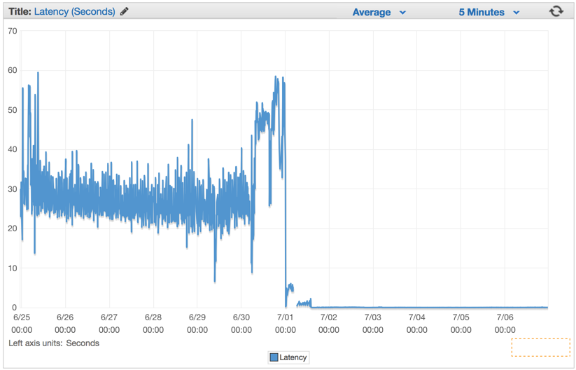 Title: Latency (Seconds) Average 5 Minutes
70
60
50
40
30
20
10
0
6/25 6/26 6/27 6/28 6/29 6/30 7/01 7/02 7/03 7/04 7/05 7/06
00:00 00:00 00:00 00:00 00:00 00:00 00:00 00:00 00:00 00:00 00:00 00:00
Left axis units: Seconds
Latency